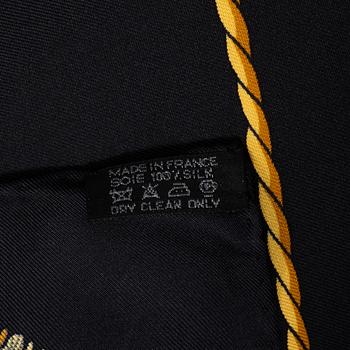 MADE IN FRANCE
SOIE 100% SILK
DRY CLEAN ONLY